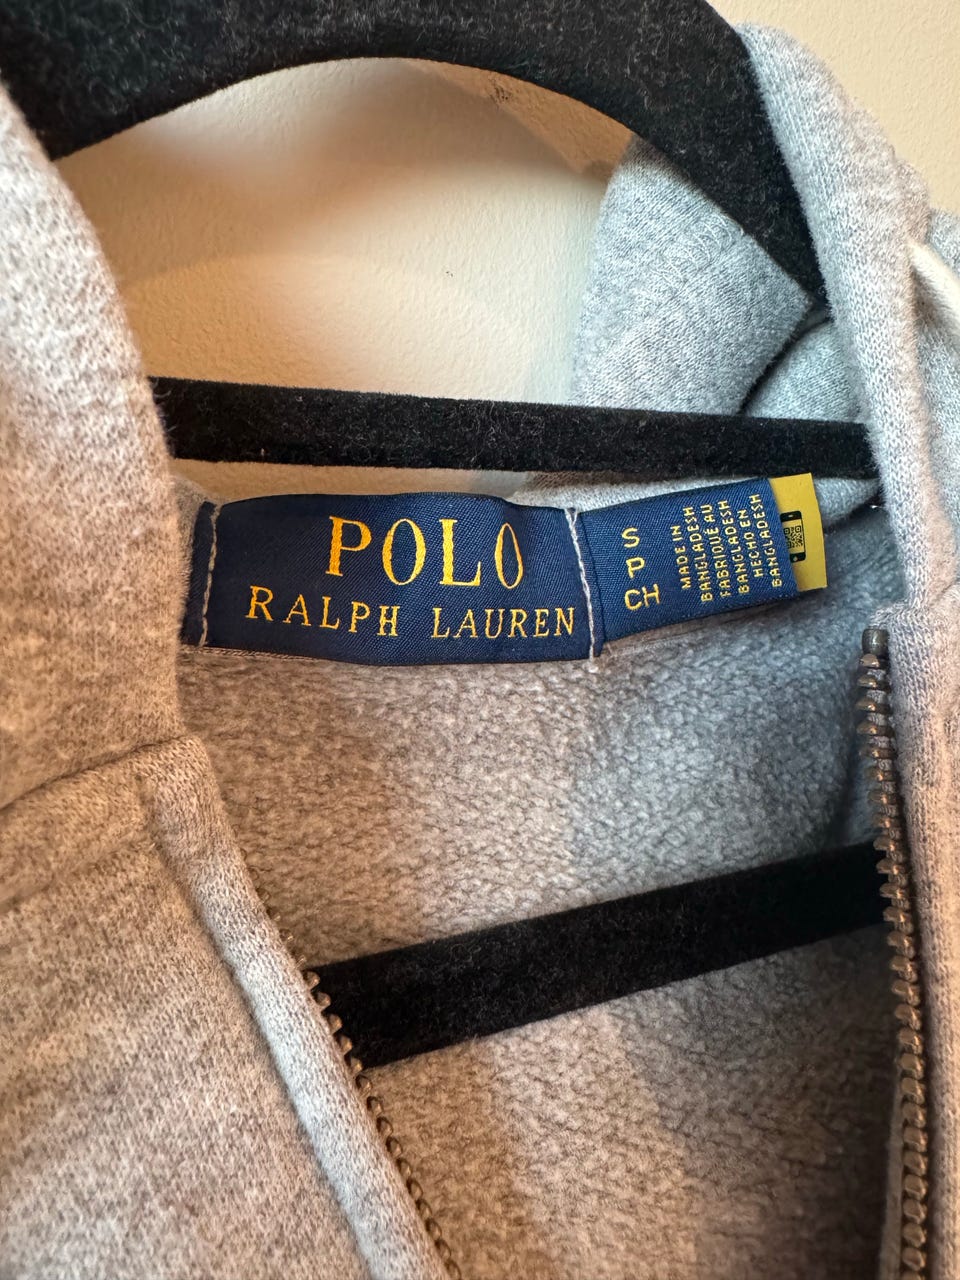 POLO
RALPH LAUREN
S
P
CH
MADE IN
BANGLADESH
FABRIQUÉ AU
BANGLADESH
HECHO EN
BANGLADESH